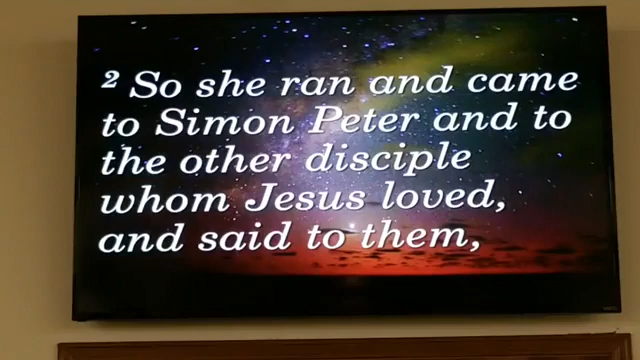 2 So she ran and came
to Simon Peter and to
the other disciple
whom Jesus loved,
and said to them,